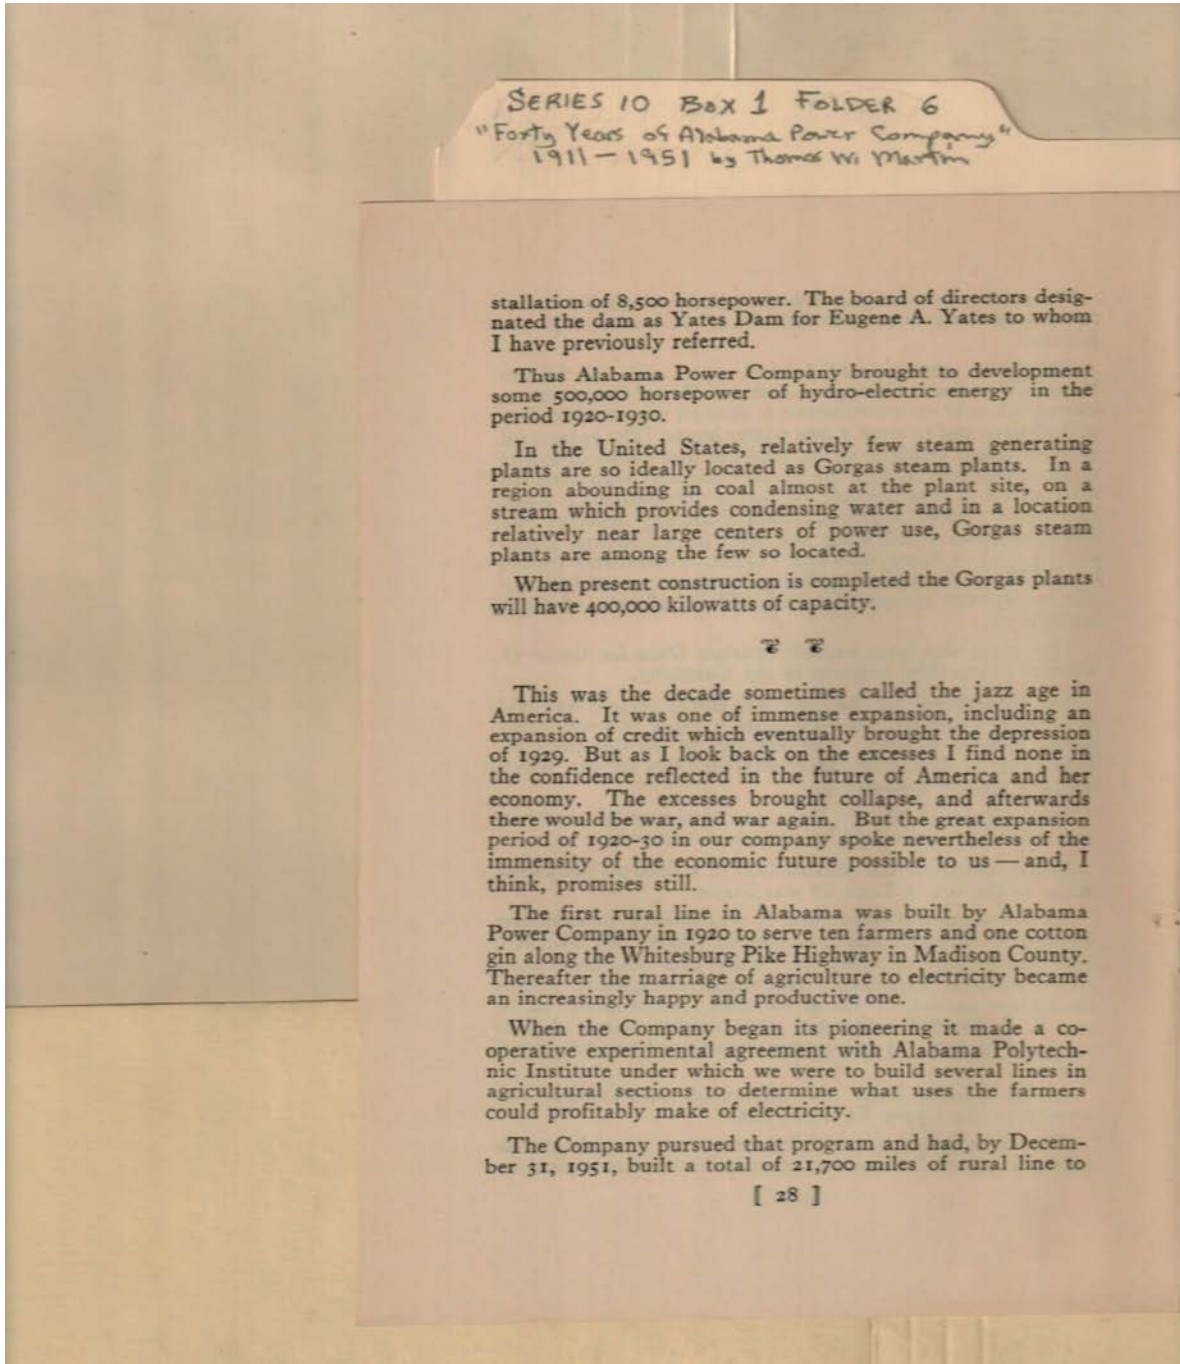 SERIES 10 BOX 1 FOLDER 6
"Forty Years of Alabama Power Company"
1911-1951 by Thomas W. Martin
stallation of 8,500 horsepower. The board of directors desig-
nated the dam as Yates Dam for Eugene A. Yates to whom
I have previously referred.
Thus Alabama Power Company brought to development
some 500,000 horsepower of hydro-electric energy in the
period 1920-1930.
In the United States, relatively few steam generating
plants are so ideally located as Gorgas steam plants. In a
region abounding in coal almost at the plant site, on a
stream which provides condensing water and in a location
relatively near large centers of power use, Gorgas steam
plants are among the few so located.
When present construction is completed the Gorgas plants
will have 400,000 kilowatts of capacity.
This was the decade sometimes called the jazz age in
America. It was one of immense expansion, including an
expansion of credit which eventually brought the depression
of 1929. But as I look back on the excesses I find none in
the confidence reflected in the future of America and her
economy. The excesses brought collapse, and afterwards
there would be war, and war again. But the great expansion
period of 1920-30 in our company spoke nevertheless of the
immensity of the economic future possible to us — and, I
think, promises still.
The first rural line in Alabama was built by Alabama
Power Company in 1920 to serve ten farmers and one cotton
gin along the Whitesburg Pike Highway in Madison County.
Thereafter the marriage of agriculture to electricity became
an increasingly happy and productive one.
When the Company began its pioneering it made a co-
operative experimental agreement with Alabama Polytech-
nic Institute under which we were to build several lines in
agricultural sections to determine what uses the farmers
could profitably make of electricity.
The Company pursued that program and had, by Decem-
ber 31, 1951, built a total of 21,700 miles of rural line to
[ 28 ]